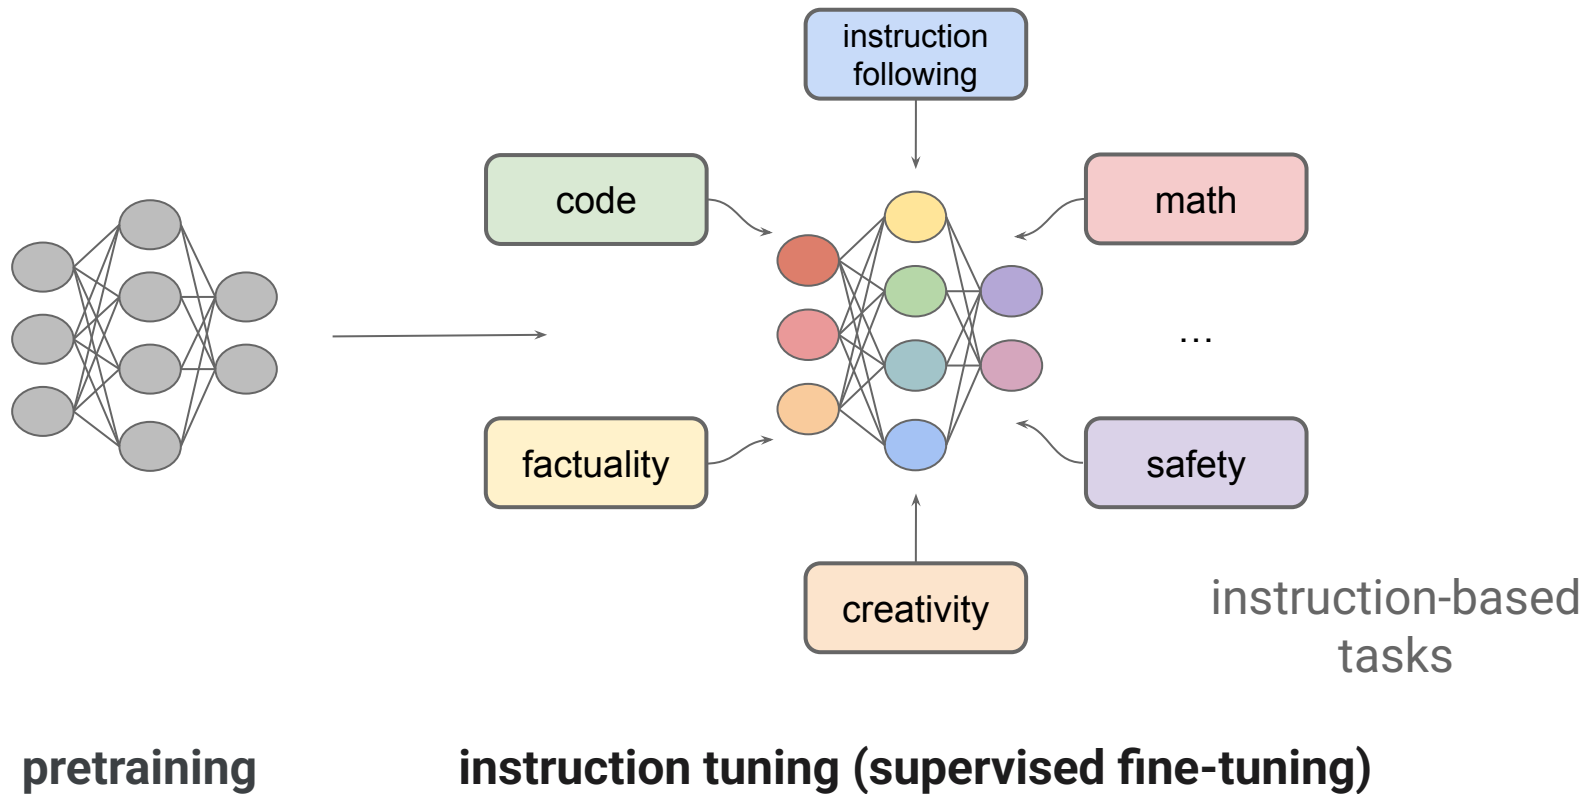 instruction
following
code
math
…
factuality
safety
creativity
instruction-based
tasks
pretraining
instruction tuning (supervised fine-tuning)